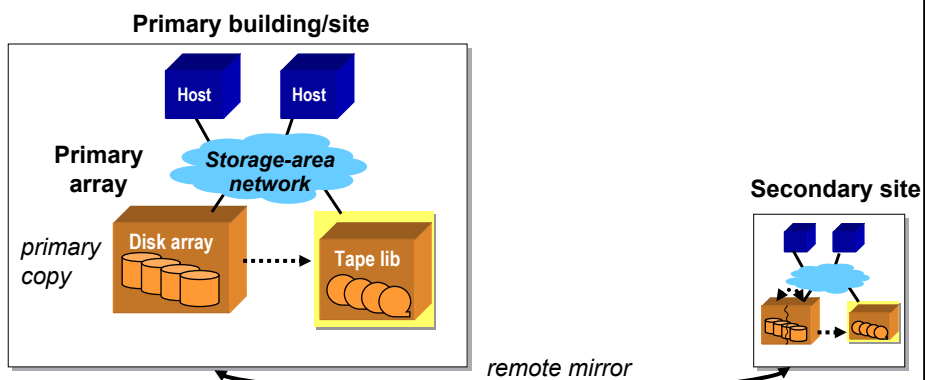 Primary building/site
Host
Host
Storage-area
network
Primary
array
primary
copy
Disk array
Tape lib
Secondary site
remote mirror